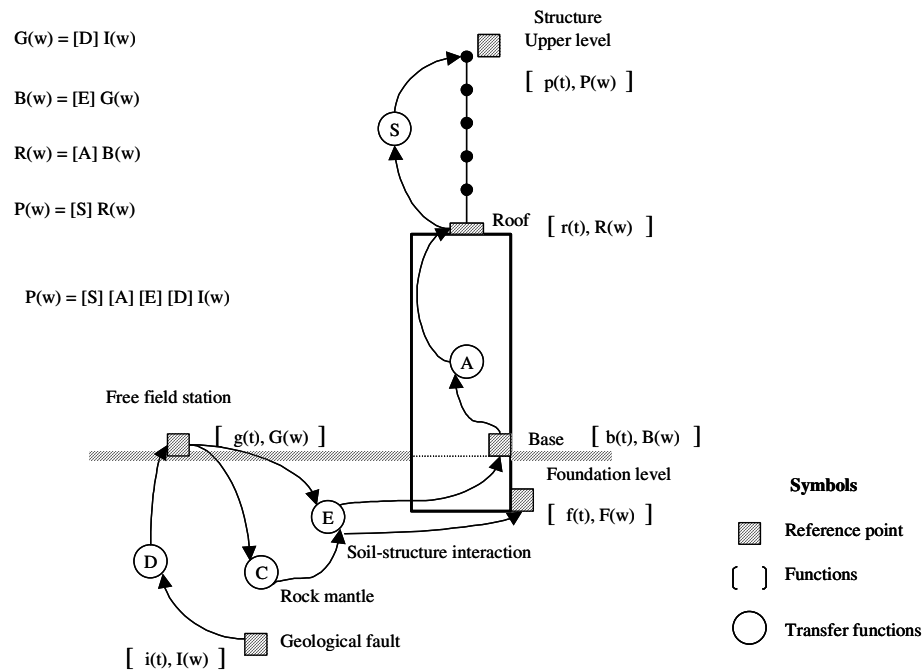 G(w) = [D] I(w)
B(w) = [E] G(w)
R(w) = [A] B(w)
P(w) = [S] R(w)
P(w) = [S] [A] [E] [D] I(w)
Structure
Upper level
[ p(t), P(w) ]
S
Roof
[ r(t), R(w) ]
A
Free field station
[ g(t), G(w) ]
Base
[ b(t), B(w) ]
Foundation level
[ f(t), F(w) ]
E
Soil-structure interaction
D
C
Rock mantle
Geological fault
[ i(t), I(w) ]
Symbols
Reference point
[ ] Functions
Transfer functions